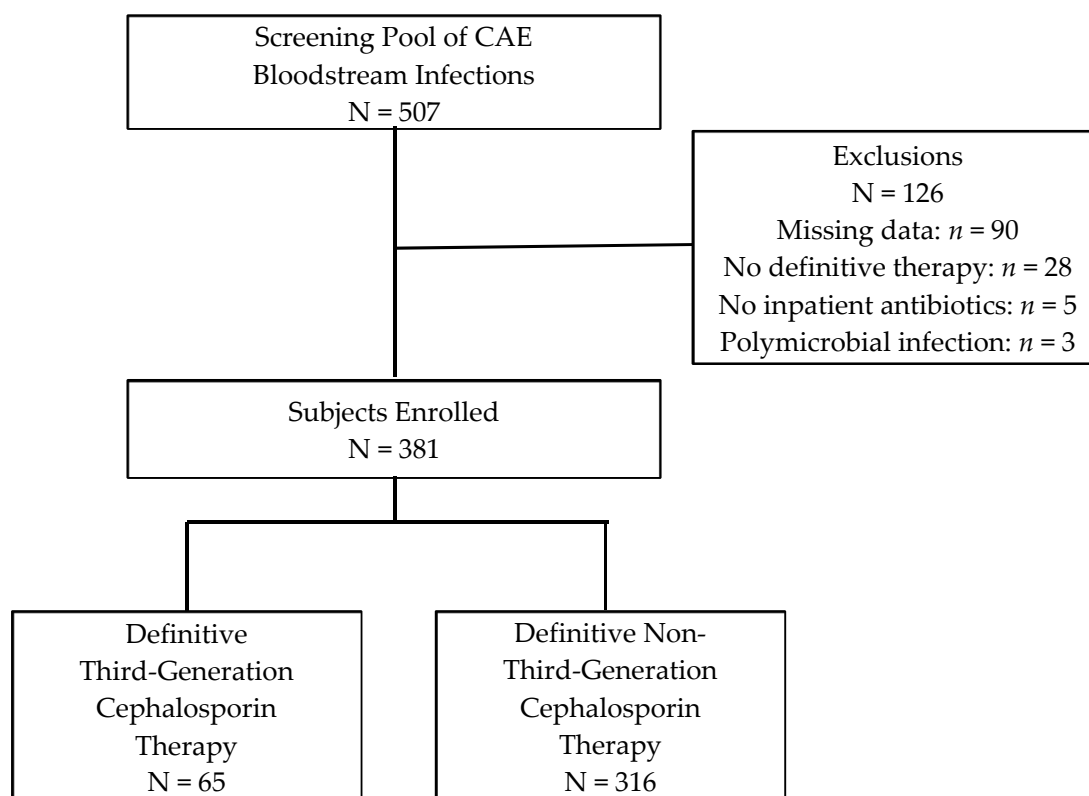 Screening Pool of CAE
Bloodstream Infections
N = 507
Exclusions
N = 126
Missing data: n = 90
No definitive therapy: n = 28
No inpatient antibiotics: n = 5
Polymicrobial infection: n = 3
Subjects Enrolled
N = 381
Definitive
Third-Generation
Cephalosporin
Therapy
N = 65
Definitive Non-
Third-Generation
Cephalosporin
Therapy
N = 316